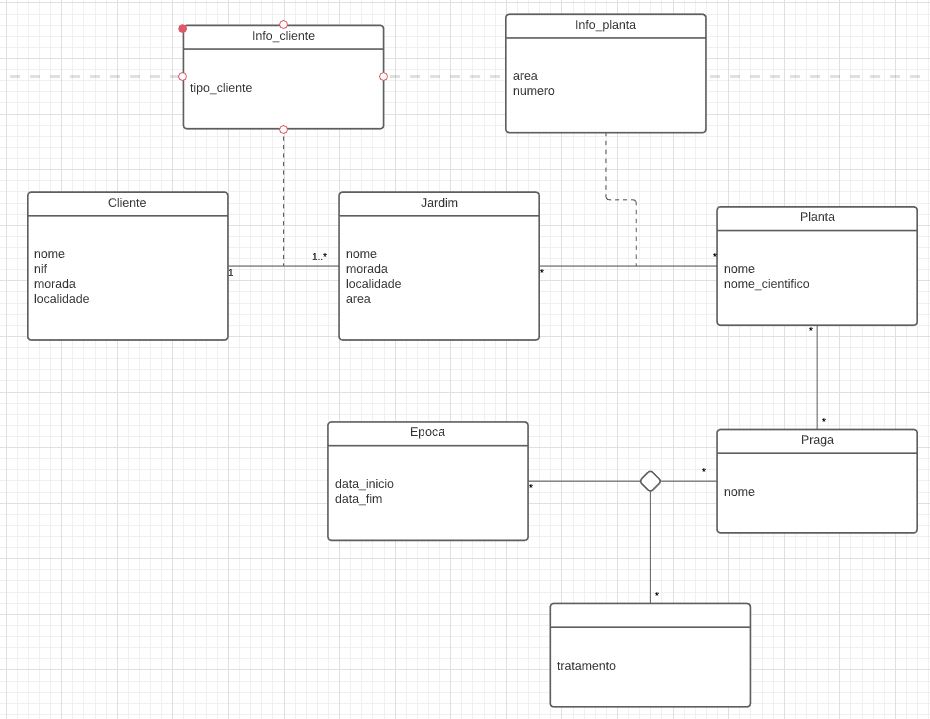 Info_cliente
tipo_cliente
Info_planta
area
numero
Cliente
nome
nif
morada
localidade
1
1..*
Jardim
nome
morada
localidade
area
*
*
Planta
nome
nome_cientifico
*
*
Epoca
data_inicio
data_fim
*
*
Praga
nome
*
tratamento